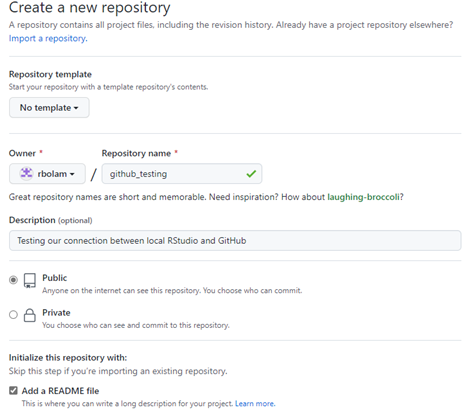 Create a new repository
A repository contains all project files, including the revision history. Already have a project repository elsewhere?
Import a repository.
Repository template
Start your repository with a template repository's contents.
No template
Owner * Repository name *
rbolam / github_testing
Great repository names are short and memorable. Need inspiration? How about laughing-broccoli?
Description (optional)
Testing our connection between local RStudio and GitHub
Public
Anyone on the internet can see this repository. You choose who can commit.
Private
You choose who can see and commit to this repository.
Initialize this repository with:
Skip this step if you're importing an existing repository.
Add a README file
This is where you can write a long description for your project. Learn more.